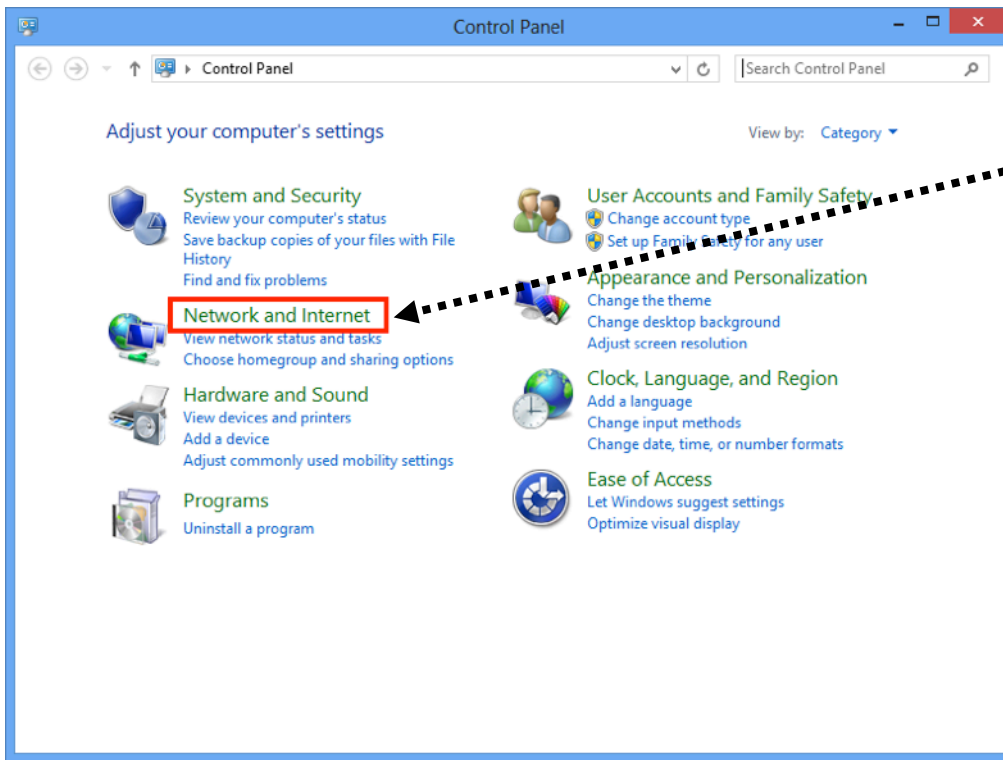 Control Panel
Control Panel
Search Control Panel
Adjust your computer's settings
View by: Category
System and Security
Review your computer's status
Save backup copies of your files with File
History
Find and fix problems
Network and Internet
View network status and tasks
Choose homegroup and sharing options
Hardware and Sound
View devices and printers
Add a device
Adjust commonly used mobility settings
Programs
Uninstall a program
User Accounts and Family Safety
Change account type
Set up Family Safety for any user
Appearance and Personalization
Change the theme
Change desktop background
Adjust screen resolution
Clock, Language, and Region
Add a language
Change input methods
Change date, time, or number formats
Ease of Access
Let Windows suggest settings
Optimize visual display